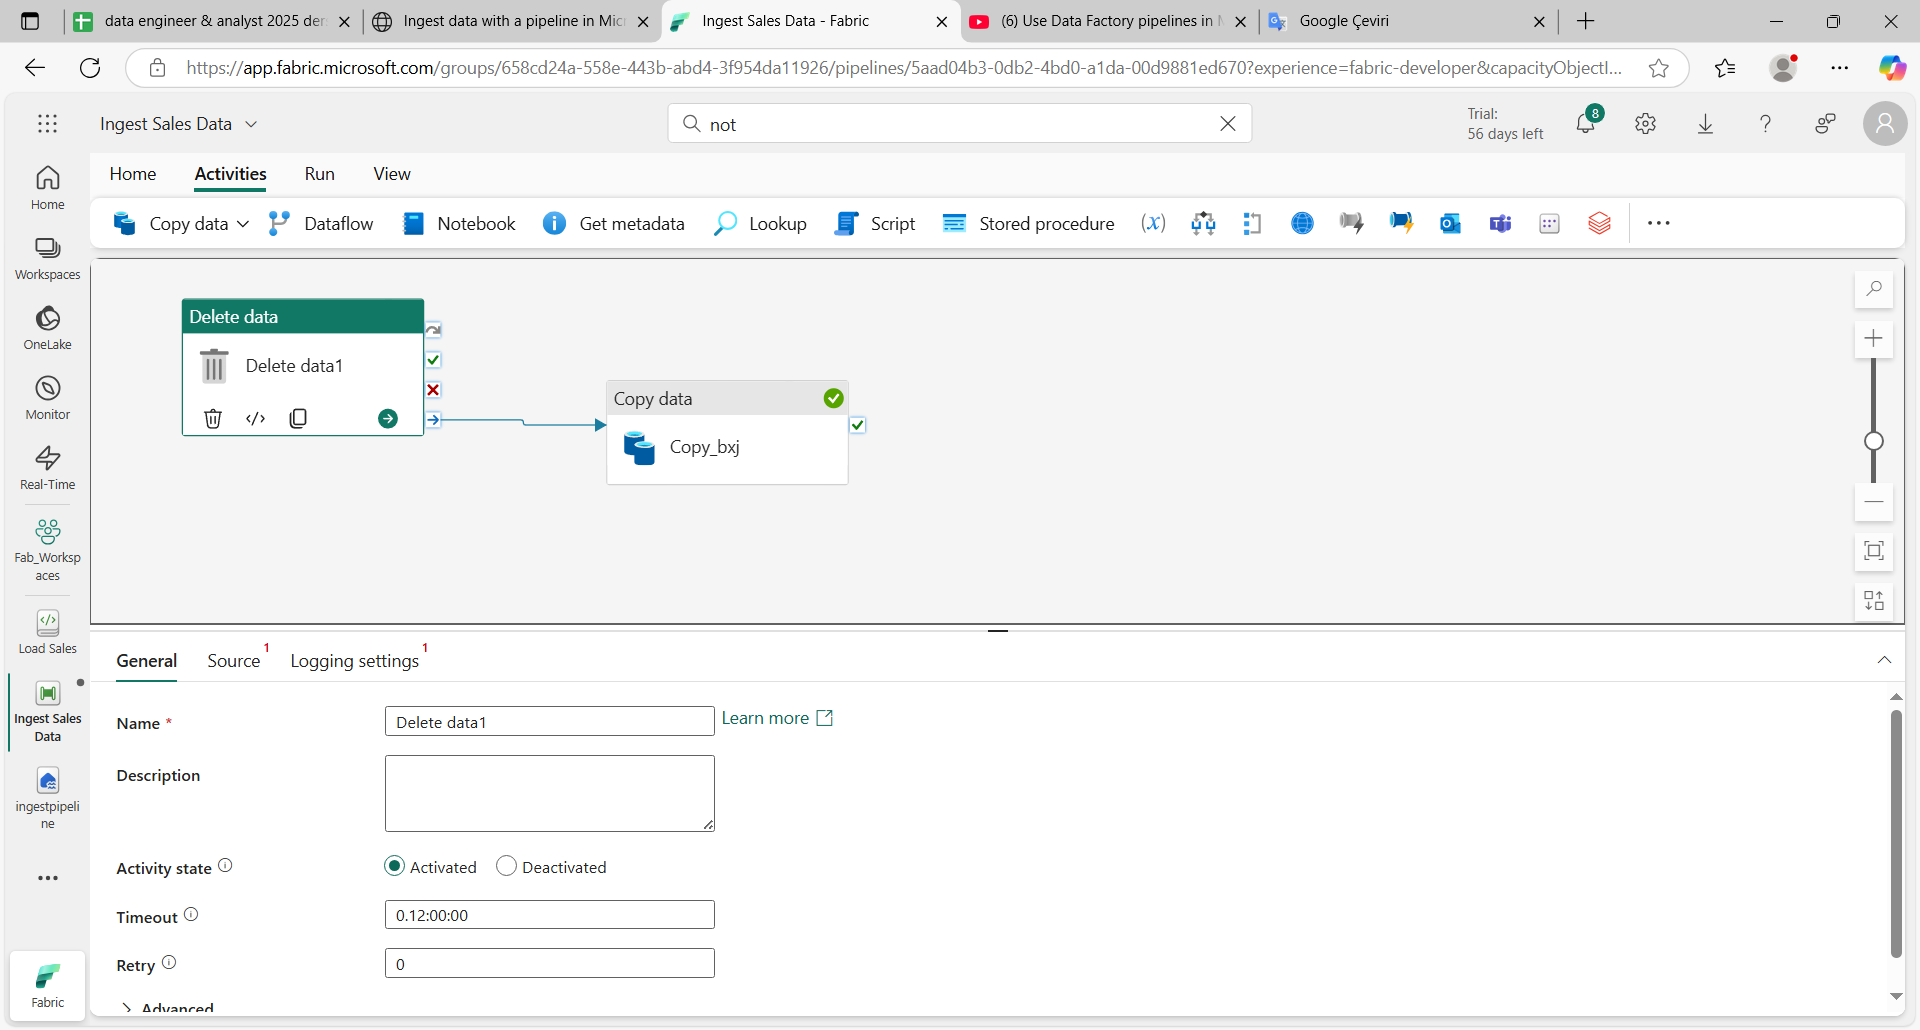 data engineer & analyst 2025 der
Ingest data with a pipeline in Mic
Ingest Sales Data - Fabric
(6) Use Data Factory pipelines in M
Google Çeviri
https://app.fabric.microsoft.com/groups/658cd24a-558e-443b-abd4-3f954da11926/pipelines/5aad04b3-0db2-4bd0-a1da-00d9881ed670?experience=fabric-developer&capacityObjectI...
Ingest Sales Data
not
Trial:
56 days left
8
Home
Activities
Run
View
Copy data
Dataflow
Notebook
Get metadata
Lookup
Script
Stored procedure
(x)
Home
Workspaces
OneLake
Monitor
Real-Time
Fab_Worksp
aces
Load Sales
Ingest Sales
Data
ingestpipeli
ne
Fabric
Delete data
Delete data1
Copy data
Copy_bxj
General
Source 1
Logging settings 1
Name *
Delete data1
Learn more
Description
Activity state
Activated
Deactivated
Timeout
0.12:00:00
Retry
0
Advanced